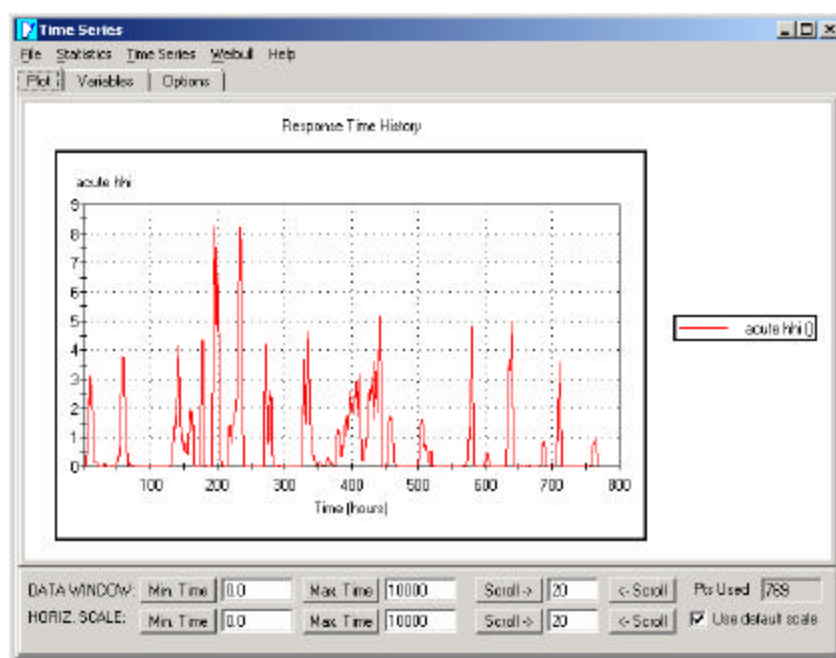 Time Series
File Statistics Time Series Weibull Help
Plot Variables Options
Response Time History
acute hhi
9
8
7
6
5
4
3
2
1
0
100 200 300 400 500 600 700 800
Time (hours)
acute hhi ()
DATA WINDOW: Min. Time 0.0 Max. Time 10000 Scroll -> 20 <- Scroll Pts Used 769
HORIZ. SCALE: Min. Time 0.0 Max. Time 10000 Scroll -> 20 <- Scroll Use default scale